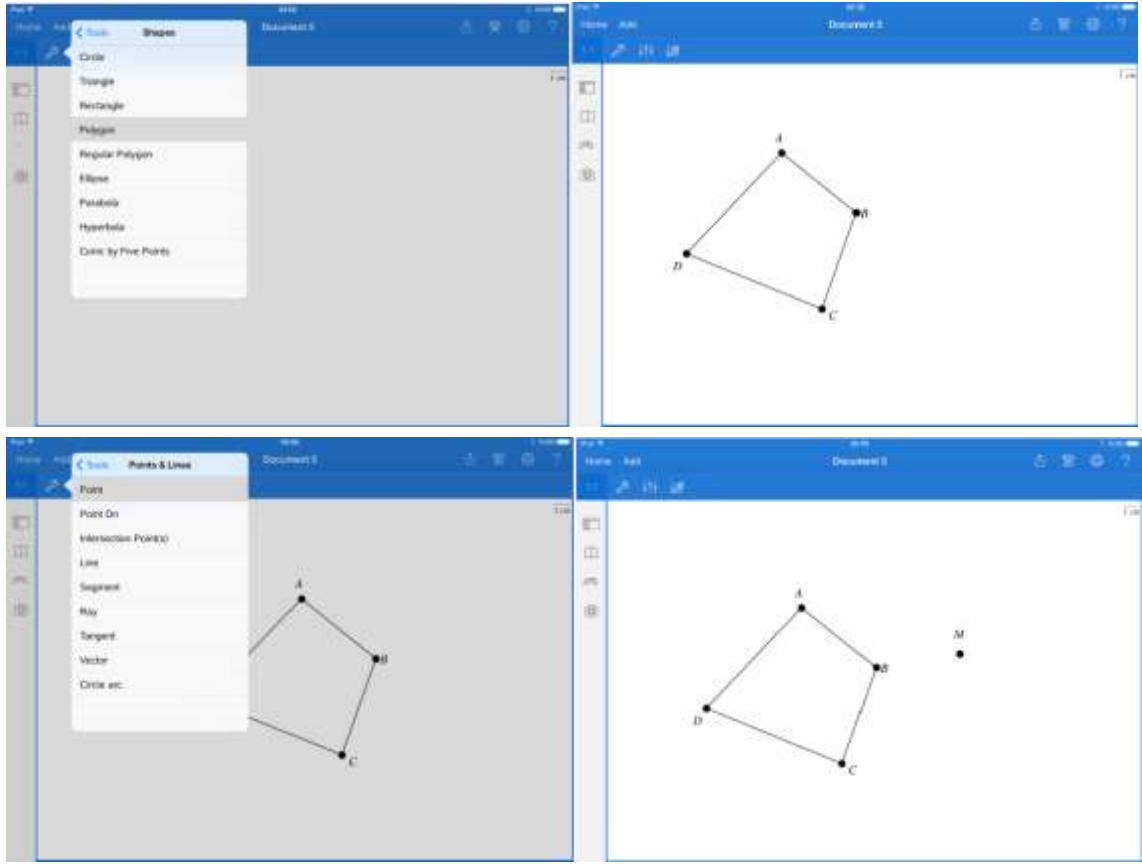 Tools Shapes
Circle
Triangle
Rectangle
Polygon
Regular Polygon
Ellipse
Parabola
Hyperbola
Conic by Five Points
Document 5
Home Add
Document 5
A
B
C
D
Tools Points & Lines
Point
Point On
Intersection Point(s)
Line
Segment
Ray
Tangent
Vector
Circle arc
Document 5
A
B
C
Home Add
Document 5
A
B
C
D
M